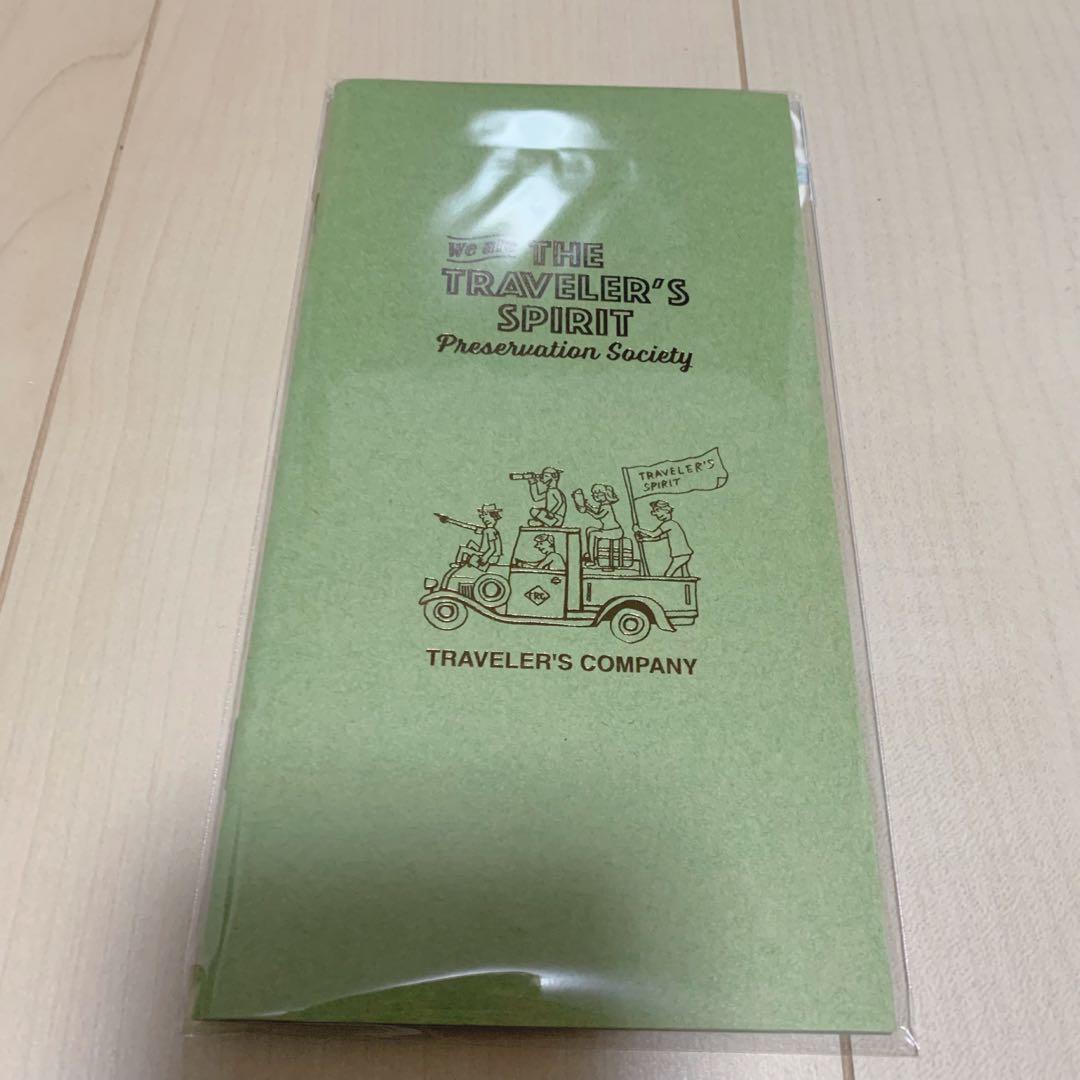 We are THE
TRAVELER'S
SPIRIT
Preservation Society
TRAVELER'S
SPIRIT
TRC
TRAVELER'S COMPANY